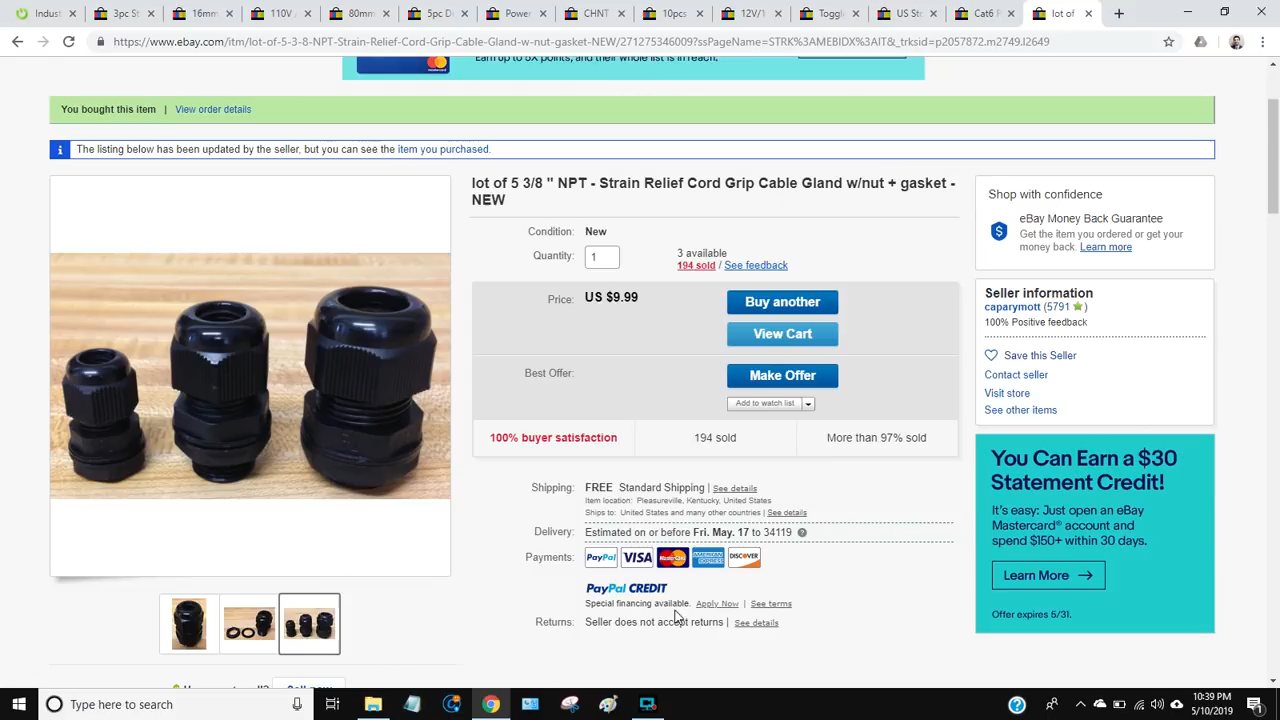 Indust
3pc St
16mm
110V /
80mm
5pc D
Power
CHNT
10pcs
12V/1
Toggl
US Str
Cat6 P
lot of
https://www.ebay.com/itm/lot-of-5-3-8-NPT-Strain-Relief-Cord-Grip-Cable-Gland-w-nut-gasket-NEW/271275346009?ssPageName=STRK%3AMEBIDX%3AIT&_trksid=p2057872.m2749.l2649
Earn up to 5X points, and their whole list is in reach.
You bought this item | View order details
The listing below has been updated by the seller, but you can see the item you purchased.
lot of 5 3/8 " NPT - Strain Relief Cord Grip Cable Gland w/nut + gasket -
NEW
Condition: New
Quantity: 1
3 available
194 sold / See feedback
Price: US $9.99
Buy another
View Cart
Best Offer:
Make Offer
Add to watch list
100% buyer satisfaction
194 sold
More than 97% sold
Shipping: FREE Standard Shipping | See details
Item location: Pleasureville, Kentucky, United States
Ships to: United States and many other countries | See details
Delivery: Estimated on or before Fri. May. 17 to 34119
Payments: PayPal VISA MasterCard AMERICAN EXPRESS DISCOVER
PayPal CREDIT
Special financing available. Apply Now | See terms
Returns: Seller does not accept returns | See details
Shop with confidence
eBay Money Back Guarantee
Get the item you ordered or get your
money back. Learn more
Seller information
caparymott (5791)
100% Positive feedback
Save this Seller
Contact seller
Visit store
See other items
You Can Earn a $30
Statement Credit!
It's easy: Just open an eBay
Mastercard® account and
spend $150+ within 30 days.
Learn More
Offer expires 5/31.
Type here to search
10:39 PM
5/10/2019